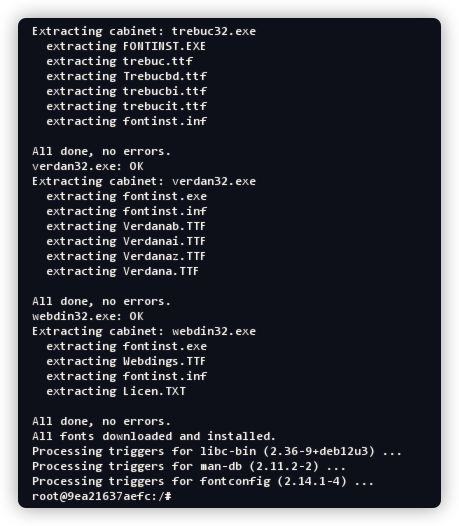 Extracting cabinet: trebuc32.exe
  extracting FONTINST.EXE
  extracting trebuc.ttf
  extracting Trebucbd.ttf
  extracting trebucbi.ttf
  extracting trebucit.ttf
  extracting fontinst.inf

All done, no errors.
verdan32.exe: OK
Extracting cabinet: verdan32.exe
  extracting fontinst.exe
  extracting fontinst.inf
  extracting Verdanab.TTF
  extracting Verdanai.TTF
  extracting Verdanaz.TTF
  extracting Verdana.TTF

All done, no errors.
webdin32.exe: OK
Extracting cabinet: webdin32.exe
  extracting fontinst.exe
  extracting Webdings.TTF
  extracting fontinst.inf
  extracting Licen.TXT

All done, no errors.
All fonts downloaded and installed.
Processing triggers for libc-bin (2.36-9+deb12u3) ...
Processing triggers for man-db (2.11.2-2) ...
Processing triggers for fontconfig (2.14.1-4) ...
root@9ea21637aefc:/#